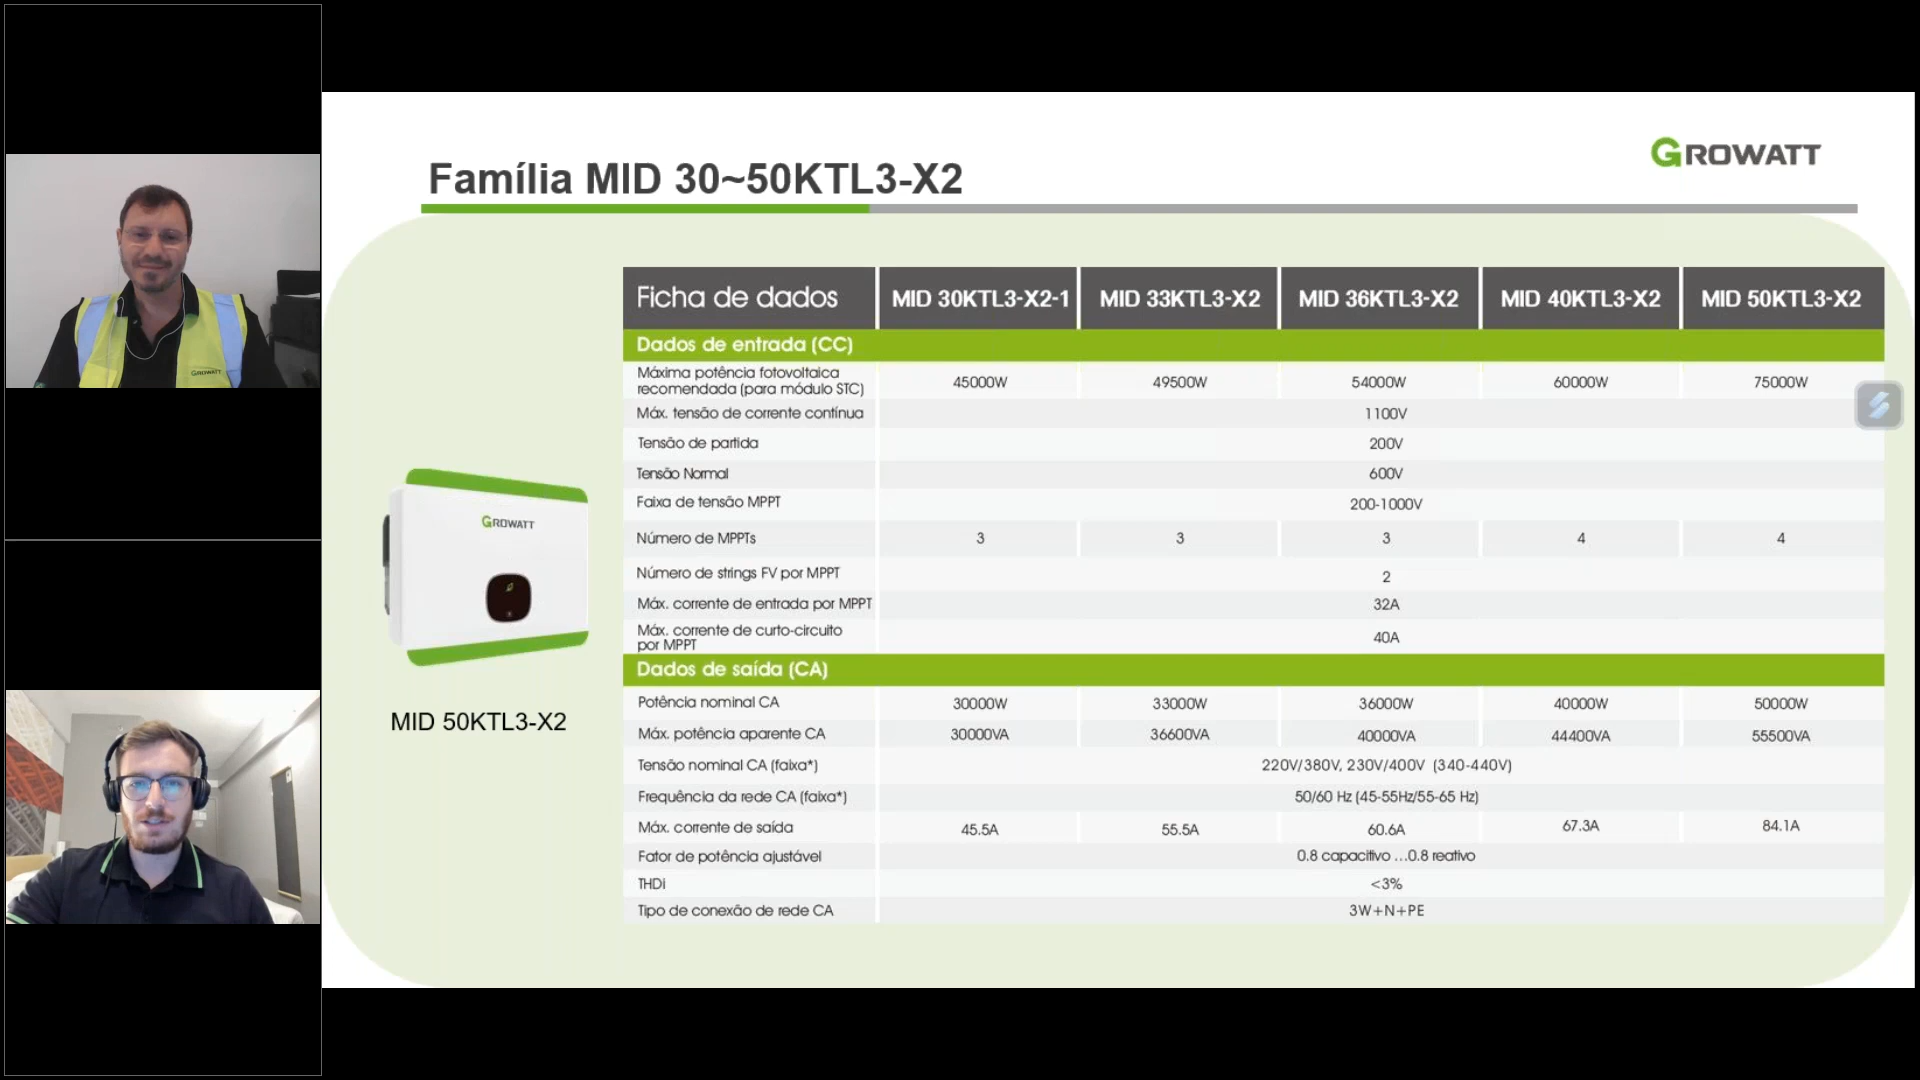 GROWATT
Família MID 30~50KTL3-X2
Ficha de dados MID 30KTL3-X2-1 MID 33KTL3-X2 MID 36KTL3-X2 MID 40KTL3-X2 MID 50KTL3-X2
Dados de entrada (CC)
Máxima potência fotovoltaica
recomendada (para módulo STC) 45000W 49500W 54000W 60000W 75000W
Máx. tensão de corrente contínua 1100V
Tensão de partida 200V
Tensão Normal 600V
Faixa de tensão MPPT 200-1000V
Número de MPPTs 3 3 3 4 4
Número de strings FV por MPPT 2
Máx. corrente de entrada por MPPT 32A
Máx. corrente de curto-circuito
por MPPT 40A
Dados de saída (CA)
Potência nominal CA 30000W 33000W 36000W 40000W 50000W
Máx. potência aparente CA 30000VA 36600VA 40000VA 44400VA 55500VA
Tensão nominal CA (faixa*) 220V/380V, 230V/400V (340-440V)
Frequência da rede CA (faixa*) 50/60 Hz (45-55Hz/55-65 Hz)
Máx. corrente de saída 45.5A 55.5A 60.6A 67.3A 84.1A
Fator de potência ajustável 0.8 capacitivo ...0.8 reativo
THDi <3%
Tipo de conexão de rede CA 3W+N+PE
GROWATT
MID 50KTL3-X2
GROWATT